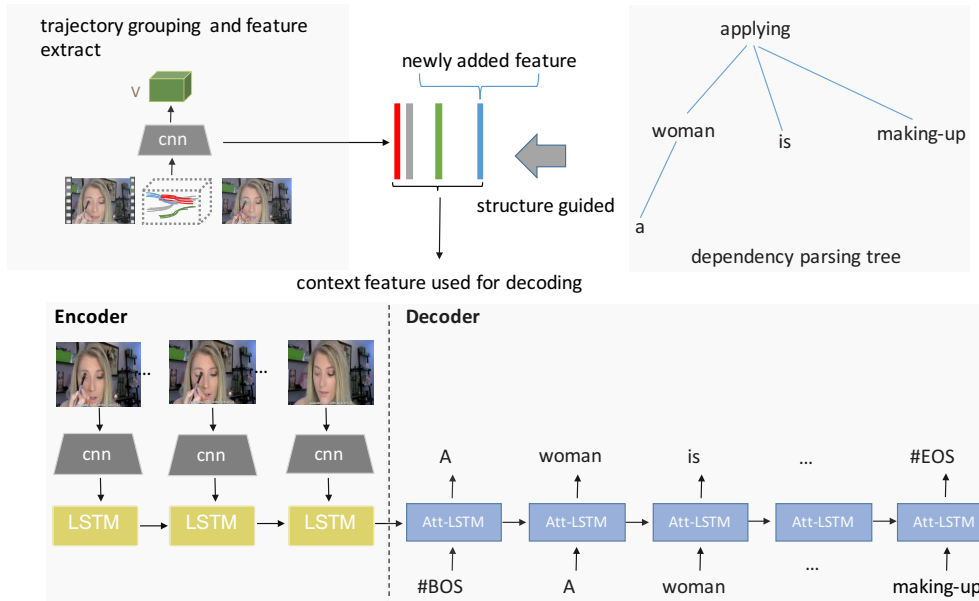 trajectory grouping and feature
extract
V
cnn
newly added feature
structure guided
context feature used for decoding
applying
woman
is
making-up
a
dependency parsing tree
Encoder
Decoder
...
...
cnn
cnn
cnn
LSTM
LSTM
LSTM
A
woman
is
...
#EOS
Att-LSTM
Att-LSTM
Att-LSTM
Att-LSTM
Att-LSTM
#BOS
A
woman
...
making-up